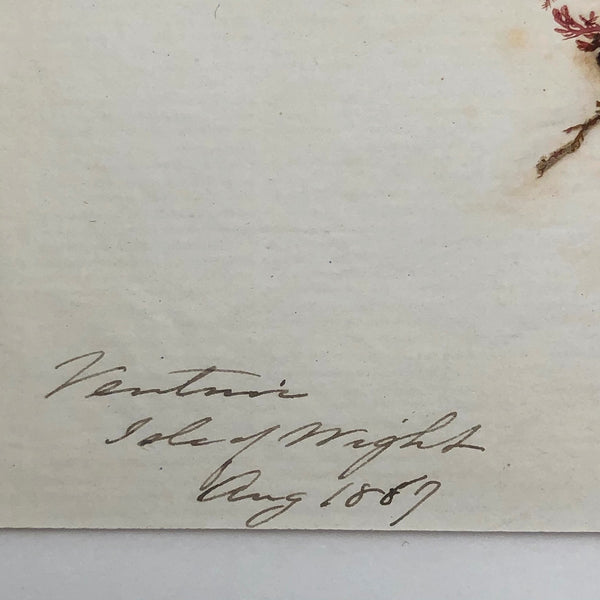 Ventnor
Isle of Wight
Aug 1887